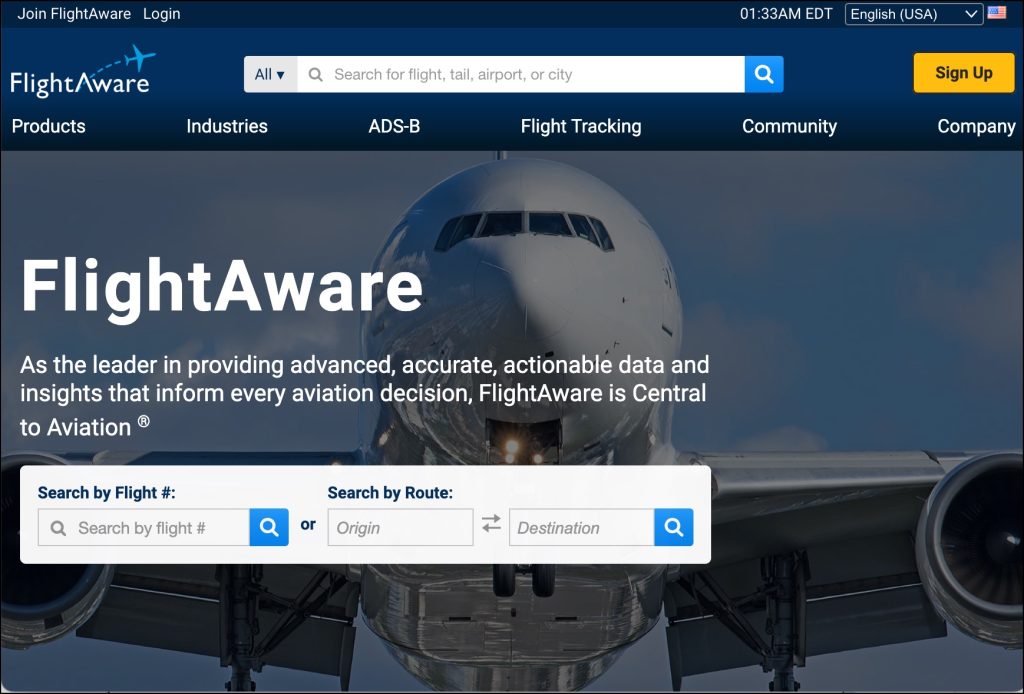 Join FlightAware Login 01:33AM EDT English (USA)
FlightAware All ▾ Search for flight, tail, airport, or city Sign Up
Products Industries ADS-B Flight Tracking Community Company
FlightAware
As the leader in providing advanced, accurate, actionable data and
insights that inform every aviation decision, FlightAware is Central
to Aviation ®
Search by Flight #: Search by Route:
Search by flight # or Origin Destination